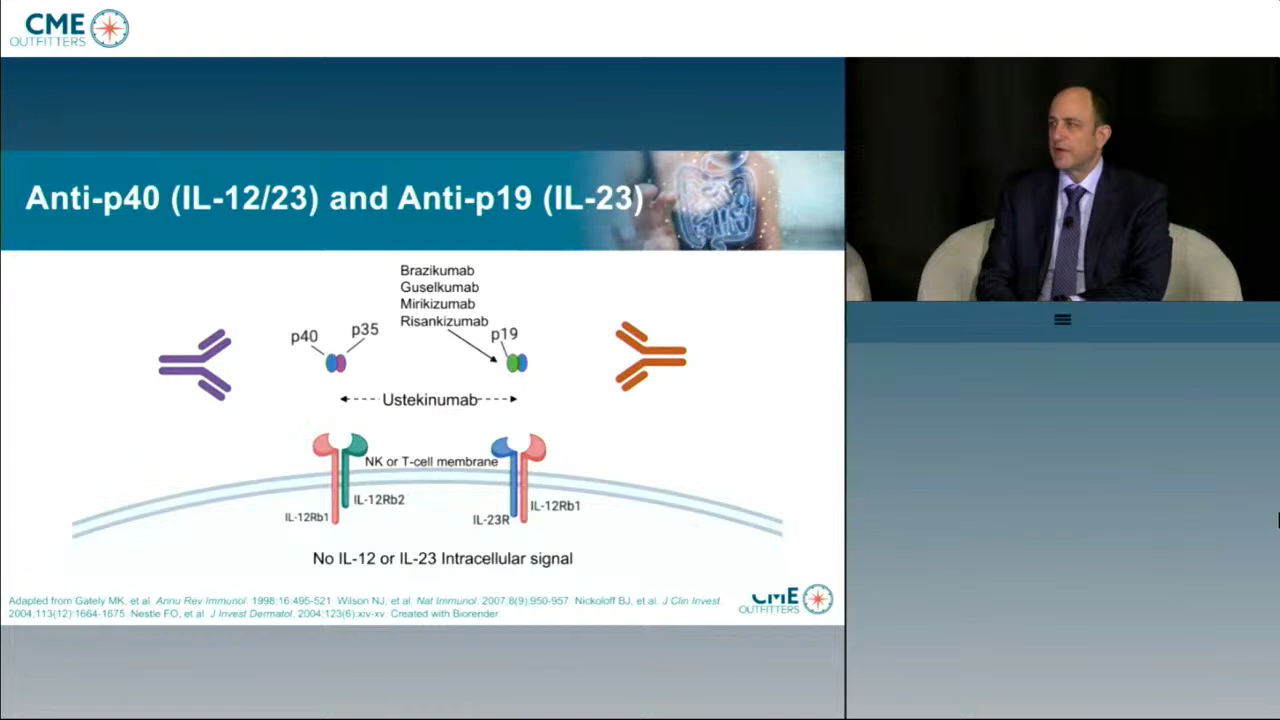 CME
OUTFITTERS
Anti-p40 (IL-12/23) and Anti-p19 (IL-23)
Brazikumab
Guselkumab
Mirikizumab
Risankizumab
p40
p35
p19
Ustekinumab
NK or T-cell membrane
IL-12Rb2
IL-12Rb1
IL-23R
IL-12Rb1
No IL-12 or IL-23 Intracellular signal
Adapted from Gately MK, et al. Annu Rev Immunol. 1998;16:495-521. Wilson NJ, et al. Nat Immunol. 2007;8(9):950-957. Nickoloff BJ, et al. J Clin Invest.
2004;113(12):1664-1675. Nestle FO, et al. J Invest Dermatol. 2004;123(6):xiv-xv. Created with Biorender.
CME
OUTFITTERS